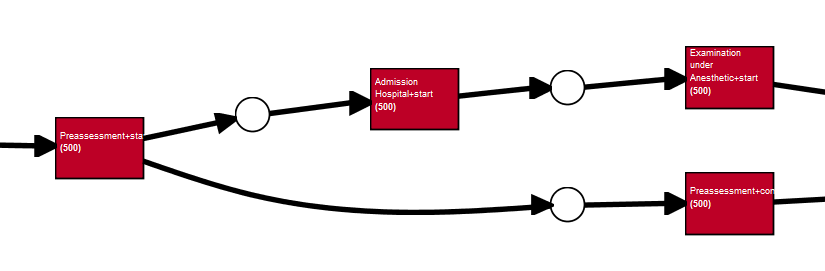 Preassessment+sta
(500)
Admission
Hospital+start
(500)
Examination
under
Anesthetic+start
(500)
Preassessment+con
(500)